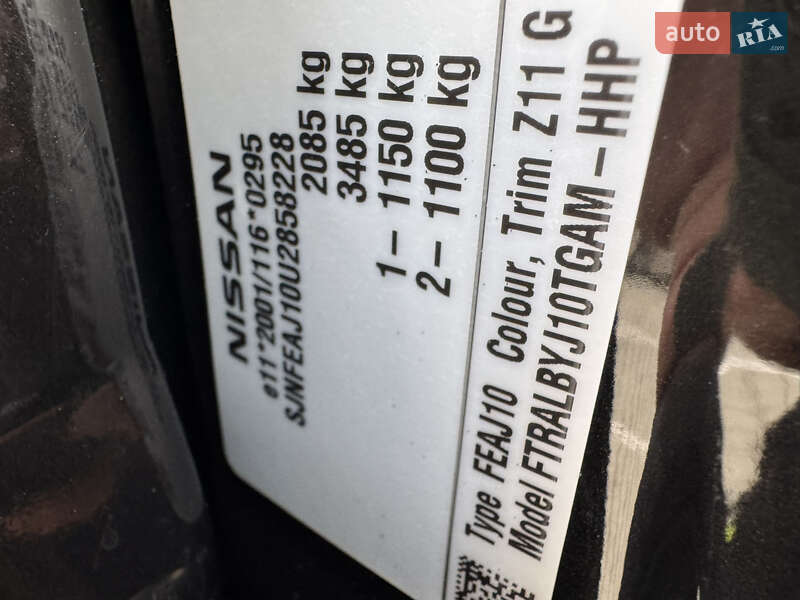 NISSAN
e11*2001/116*0295
SJNFEAJ10U2858228
2085 kg
3485 kg
1– 1150 kg
2– 1100 kg
Type FEAJ10 Colour, Trim Z11 G
Model FTRALBYJ10TGAM–HHP
auto RIA
.com